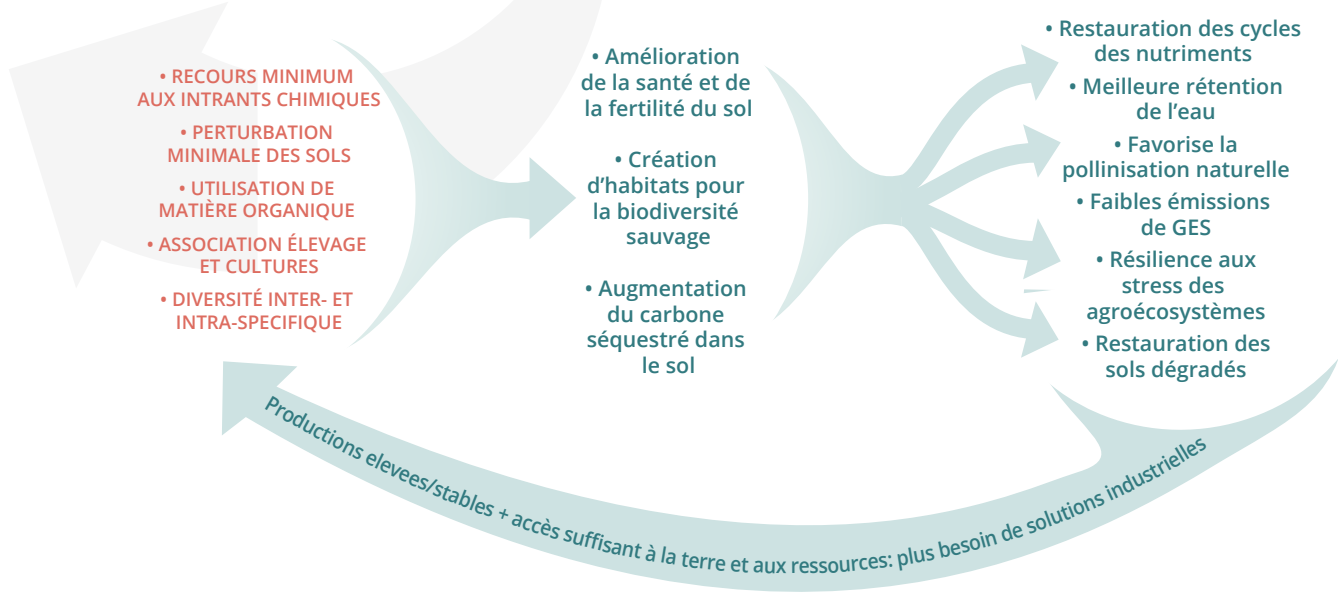 • RECOURS MINIMUM
AUX INTRANTS CHIMIQUES
• PERTURBATION
MINIMALE DES SOLS
• UTILISATION DE
MATIÈRE ORGANIQUE
• ASSOCIATION ÉLEVAGE
ET CULTURES
• DIVERSITÉ INTER- ET
INTRA-SPECIFIQUE
• Amélioration
de la santé et de
la fertilité du sol
• Création
d’habitats pour
la biodiversité
sauvage
• Augmentation
du carbone
séquestré dans
le sol
• Restauration des cycles
des nutriments
• Meilleure rétention
de l’eau
• Favorise la
pollinisation naturelle
• Faibles émissions
de GES
• Résilience aux
stress des
agroécosystèmes
• Restauration des
sols dégradés
Productions elevees/stables + accès suffisant à la terre et aux ressources: plus besoin de solutions industrielles